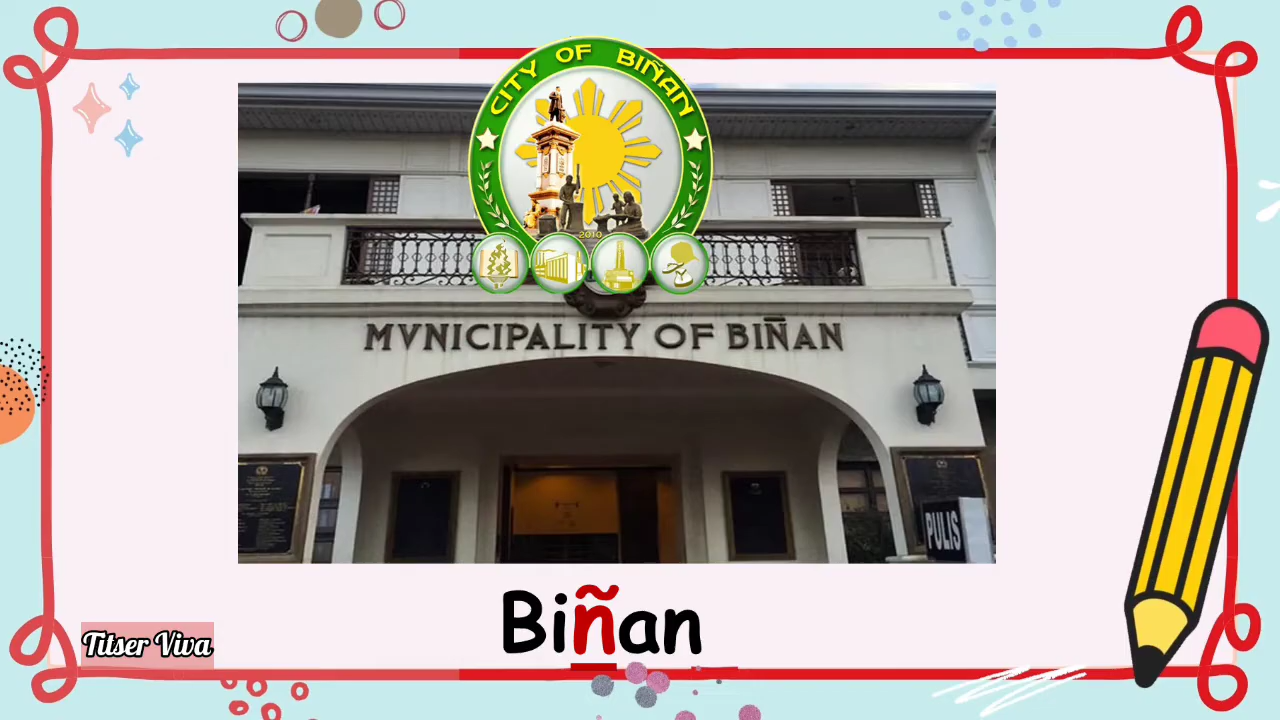 CITY OF BIÑAN
2010
MVNICIPALITY OF BIÑAN
PULIS
Biñan
Titser Viva